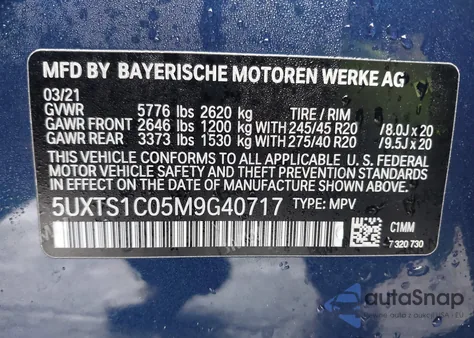 MFD BY BAYERISCHE MOTOREN WERKE AG
03/21
GVWR 5776 lbs 2620 kg TIRE / RIM
GAWR FRONT 2646 lbs 1200 kg WITH 245/45 R20 /8.0J x 20
GAWR REAR 3373 lbs 1530 kg WITH 275/40 R20 /9.5J x 20
THIS VEHICLE CONFORMS TO ALL APPLICABLE U. S. FEDERAL
MOTOR VEHICLE SAFETY AND THEFT PREVENTION STANDARDS
IN EFFECT ON THE DATE OF MANUFACTURE SHOWN ABOVE.
5UXTS1C05M9G40717 TYPE: MPV
C1MM
7 320 730
autoSnap